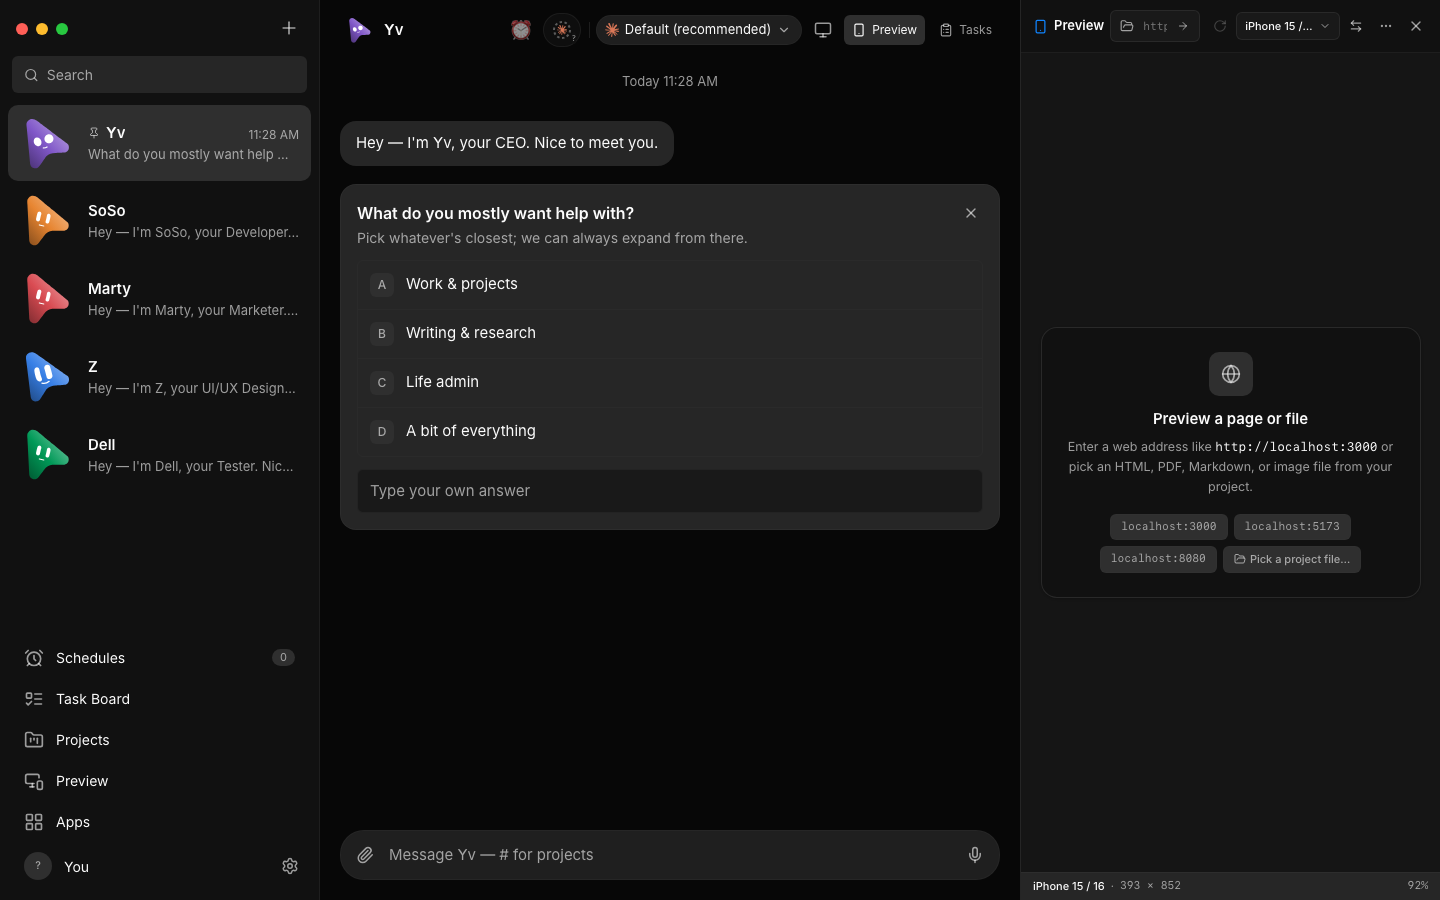 Search
Yv
11:28 AM
What do you mostly want help ...
SoSo
Hey — I'm SoSo, your Developer...
Marty
Hey — I'm Marty, your Marketer....
Z
Hey — I'm Z, your UI/UX Design...
Dell
Hey — I'm Dell, your Tester. Nic...
Schedules
0
Task Board
Projects
Preview
Apps
?
You
Yv
?
Default (recommended)
Preview
Tasks
Today 11:28 AM
Hey — I'm Yv, your CEO. Nice to meet you.
What do you mostly want help with?
Pick whatever's closest; we can always expand from there.
A Work & projects
B Writing & research
C Life admin
D A bit of everything
Type your own answer
Message Yv — # for projects
Preview
http
iPhone 15 /...
Preview a page or file
Enter a web address like http://localhost:3000 or
pick an HTML, PDF, Markdown, or image file from your
project.
localhost:3000
localhost:5173
localhost:8080
Pick a project file...
iPhone 15 / 16 · 393 × 852
92%